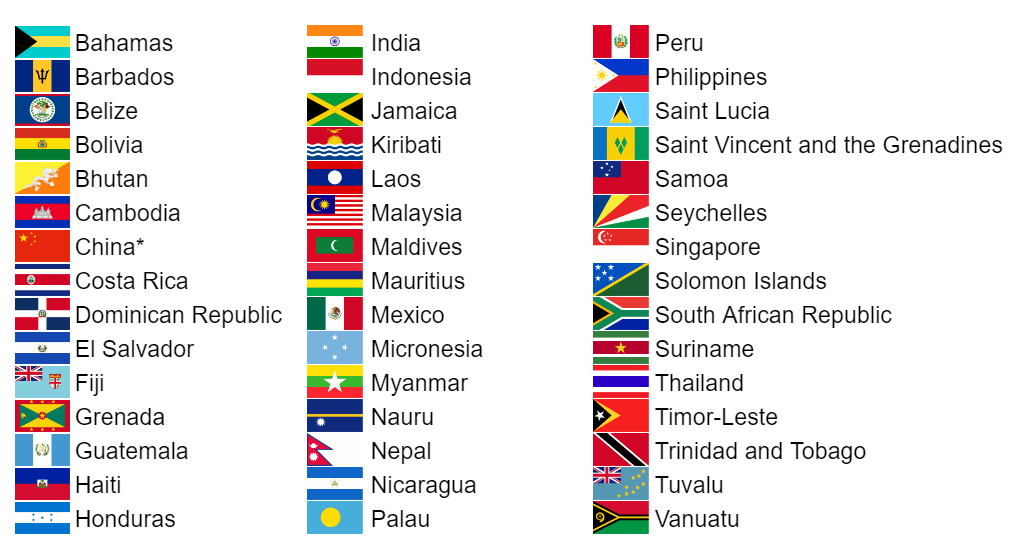 Bahamas
Barbados
Belize
Bolivia
Bhutan
Cambodia
China*
Costa Rica
Dominican Republic
El Salvador
Fiji
Grenada
Guatemala
Haiti
Honduras
India
Indonesia
Jamaica
Kiribati
Laos
Malaysia
Maldives
Mauritius
Mexico
Micronesia
Myanmar
Nauru
Nepal
Nicaragua
Palau
Peru
Philippines
Saint Lucia
Saint Vincent and the Grenadines
Samoa
Seychelles
Singapore
Solomon Islands
South African Republic
Suriname
Thailand
Timor-Leste
Trinidad and Tobago
Tuvalu
Vanuatu